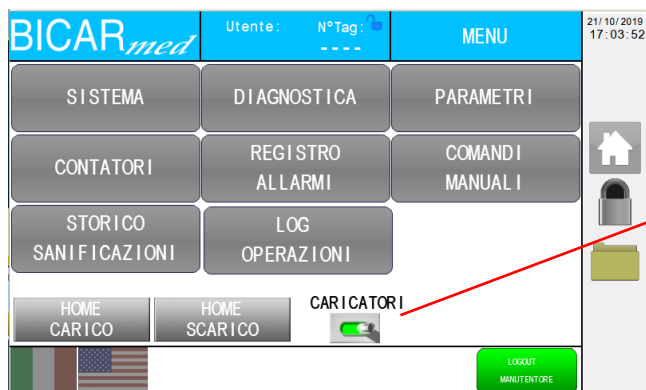 BICARmed
Utente: N°Tag:
----
MENU
21/10/2019
17:03:52
SISTEMA
DIAGNOSTICA
PARAMETRI
CONTATORI
REGISTRO
ALLARMI
COMANDI
MANUALI
STORICO
SANIFICAZIONI
LOG
OPERAZIONI
HOME
CARICO
HOME
SCARICO
CARICATORI
LOGOUT
MANUTENTORE